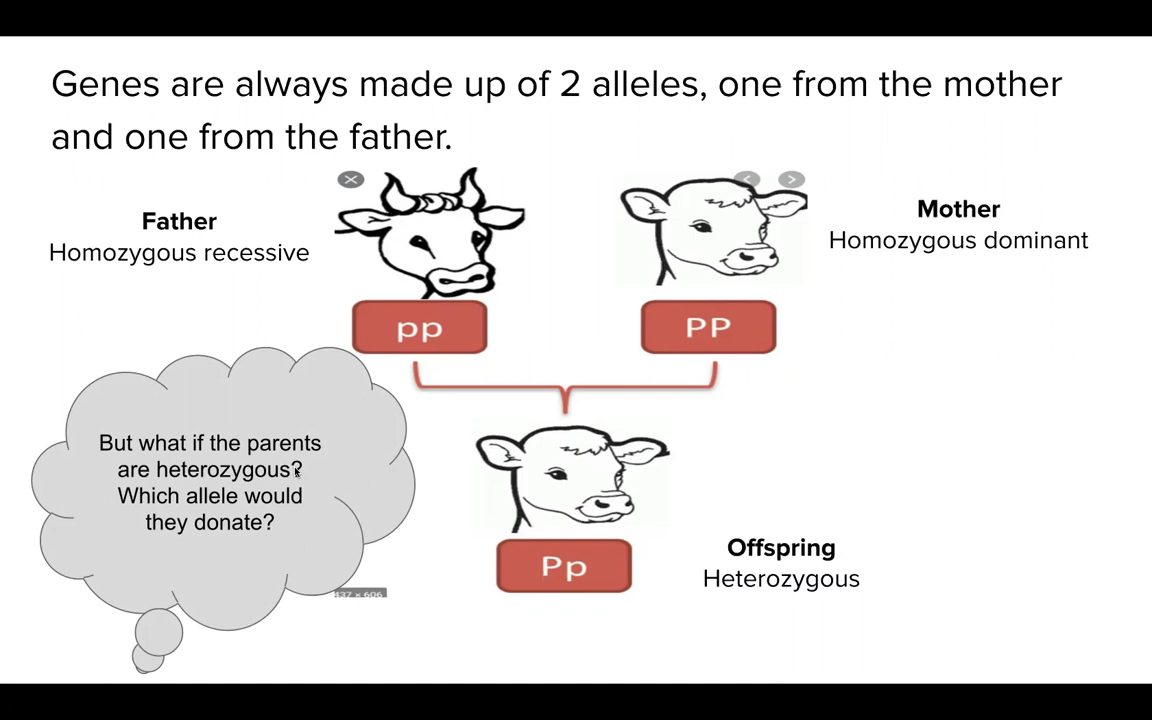 Genes are always made up of 2 alleles, one from the mother
and one from the father.
Father
Homozygous recessive
Mother
Homozygous dominant
pp
PP
But what if the parents
are heterozygous?
Which allele would
they donate?
Pp
Offspring
Heterozygous
437 × 606